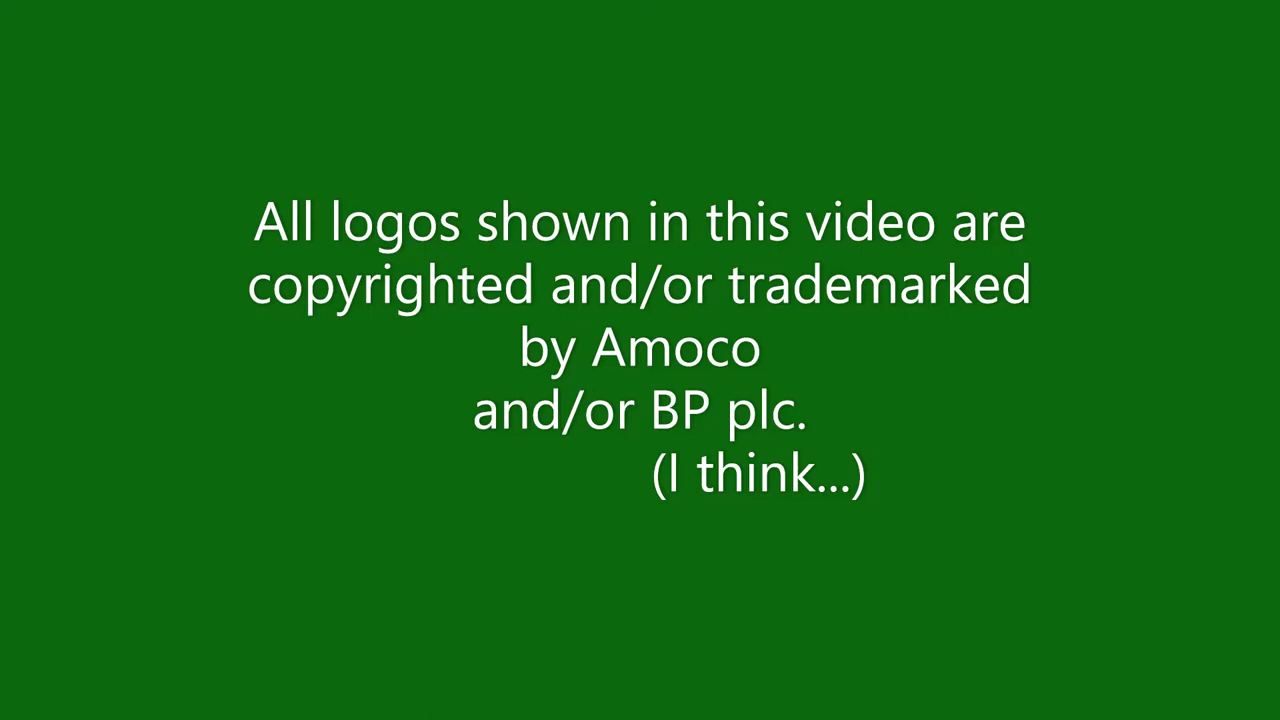 All logos shown in this video are
copyrighted and/or trademarked
by Amoco
and/or BP plc.
(I think...)